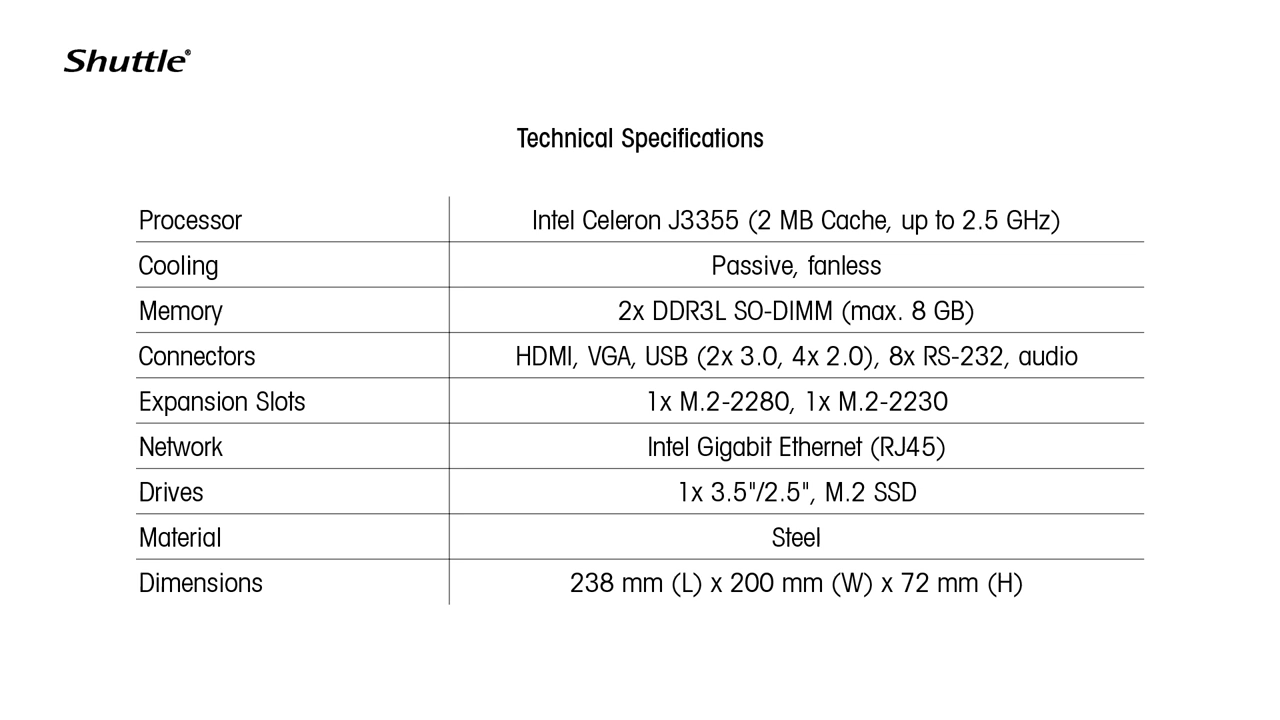 Shuttle®
Technical Specifications
Processor Intel Celeron J3355 (2 MB Cache, up to 2.5 GHz)
Cooling Passive, fanless
Memory 2x DDR3L SO-DIMM (max. 8 GB)
Connectors HDMI, VGA, USB (2x 3.0, 4x 2.0), 8x RS-232, audio
Expansion Slots 1x M.2-2280, 1x M.2-2230
Network Intel Gigabit Ethernet (RJ45)
Drives 1x 3.5"/2.5", M.2 SSD
Material Steel
Dimensions 238 mm (L) x 200 mm (W) x 72 mm (H)